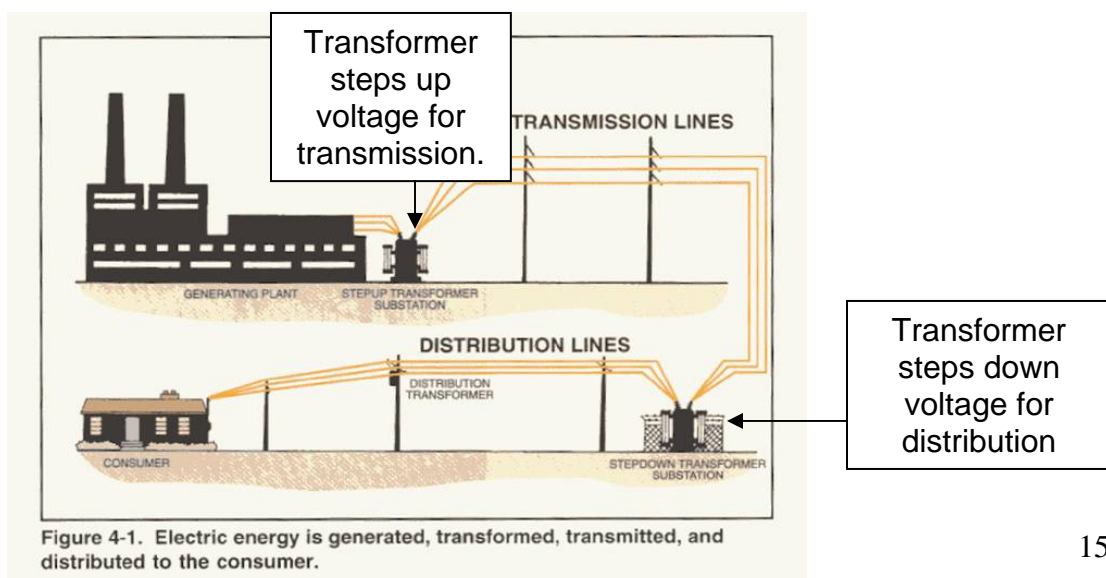 Transformer
steps up
voltage for
transmission.
TRANSMISSION LINES
GENERATING PLANT
STEPUP TRANSFORMER
SUBSTATION
DISTRIBUTION LINES
DISTRIBUTION
TRANSFORMER
CONSUMER
STEPDOWN TRANSFORMER
SUBSTATION
Transformer
steps down
voltage for
distribution
Figure 4-1. Electric energy is generated, transformed, transmitted, and
distributed to the consumer.
15